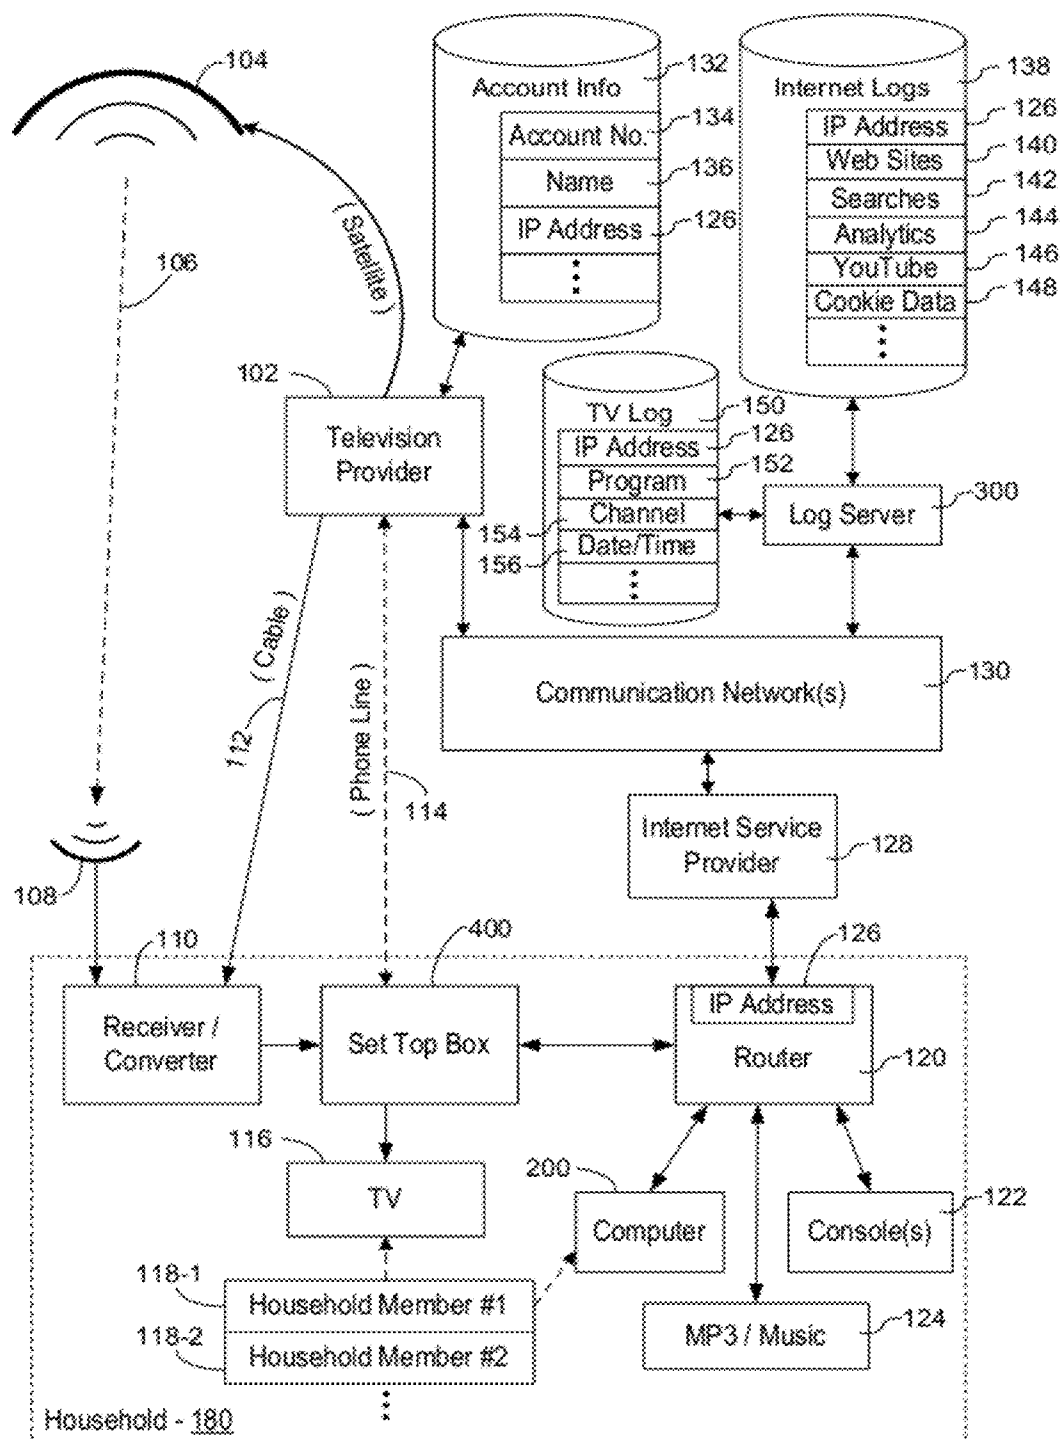 104
132
Account Info
134
Account No.
136
Name
IP Address
126
138
Internet Logs
126
IP Address
140
Web Sites
142
Searches
144
Analytics
146
YouTube
148
Cookie Data
( Satellite )
106
102
Television
Provider
TV Log
150
IP Address
126
Program
152
Channel
154
Date/Time
156
Log Server
300
( Cable )
112
( Phone Line )
114
Communication Network(s)
130
Internet Service
Provider
128
108
110
400
126
Receiver /
Converter
Set Top Box
IP Address
Router
120
116
TV
200
Computer
122
Console(s)
118-1
Household Member #1
118-2
Household Member #2
MP3 / Music
124
Household - 180